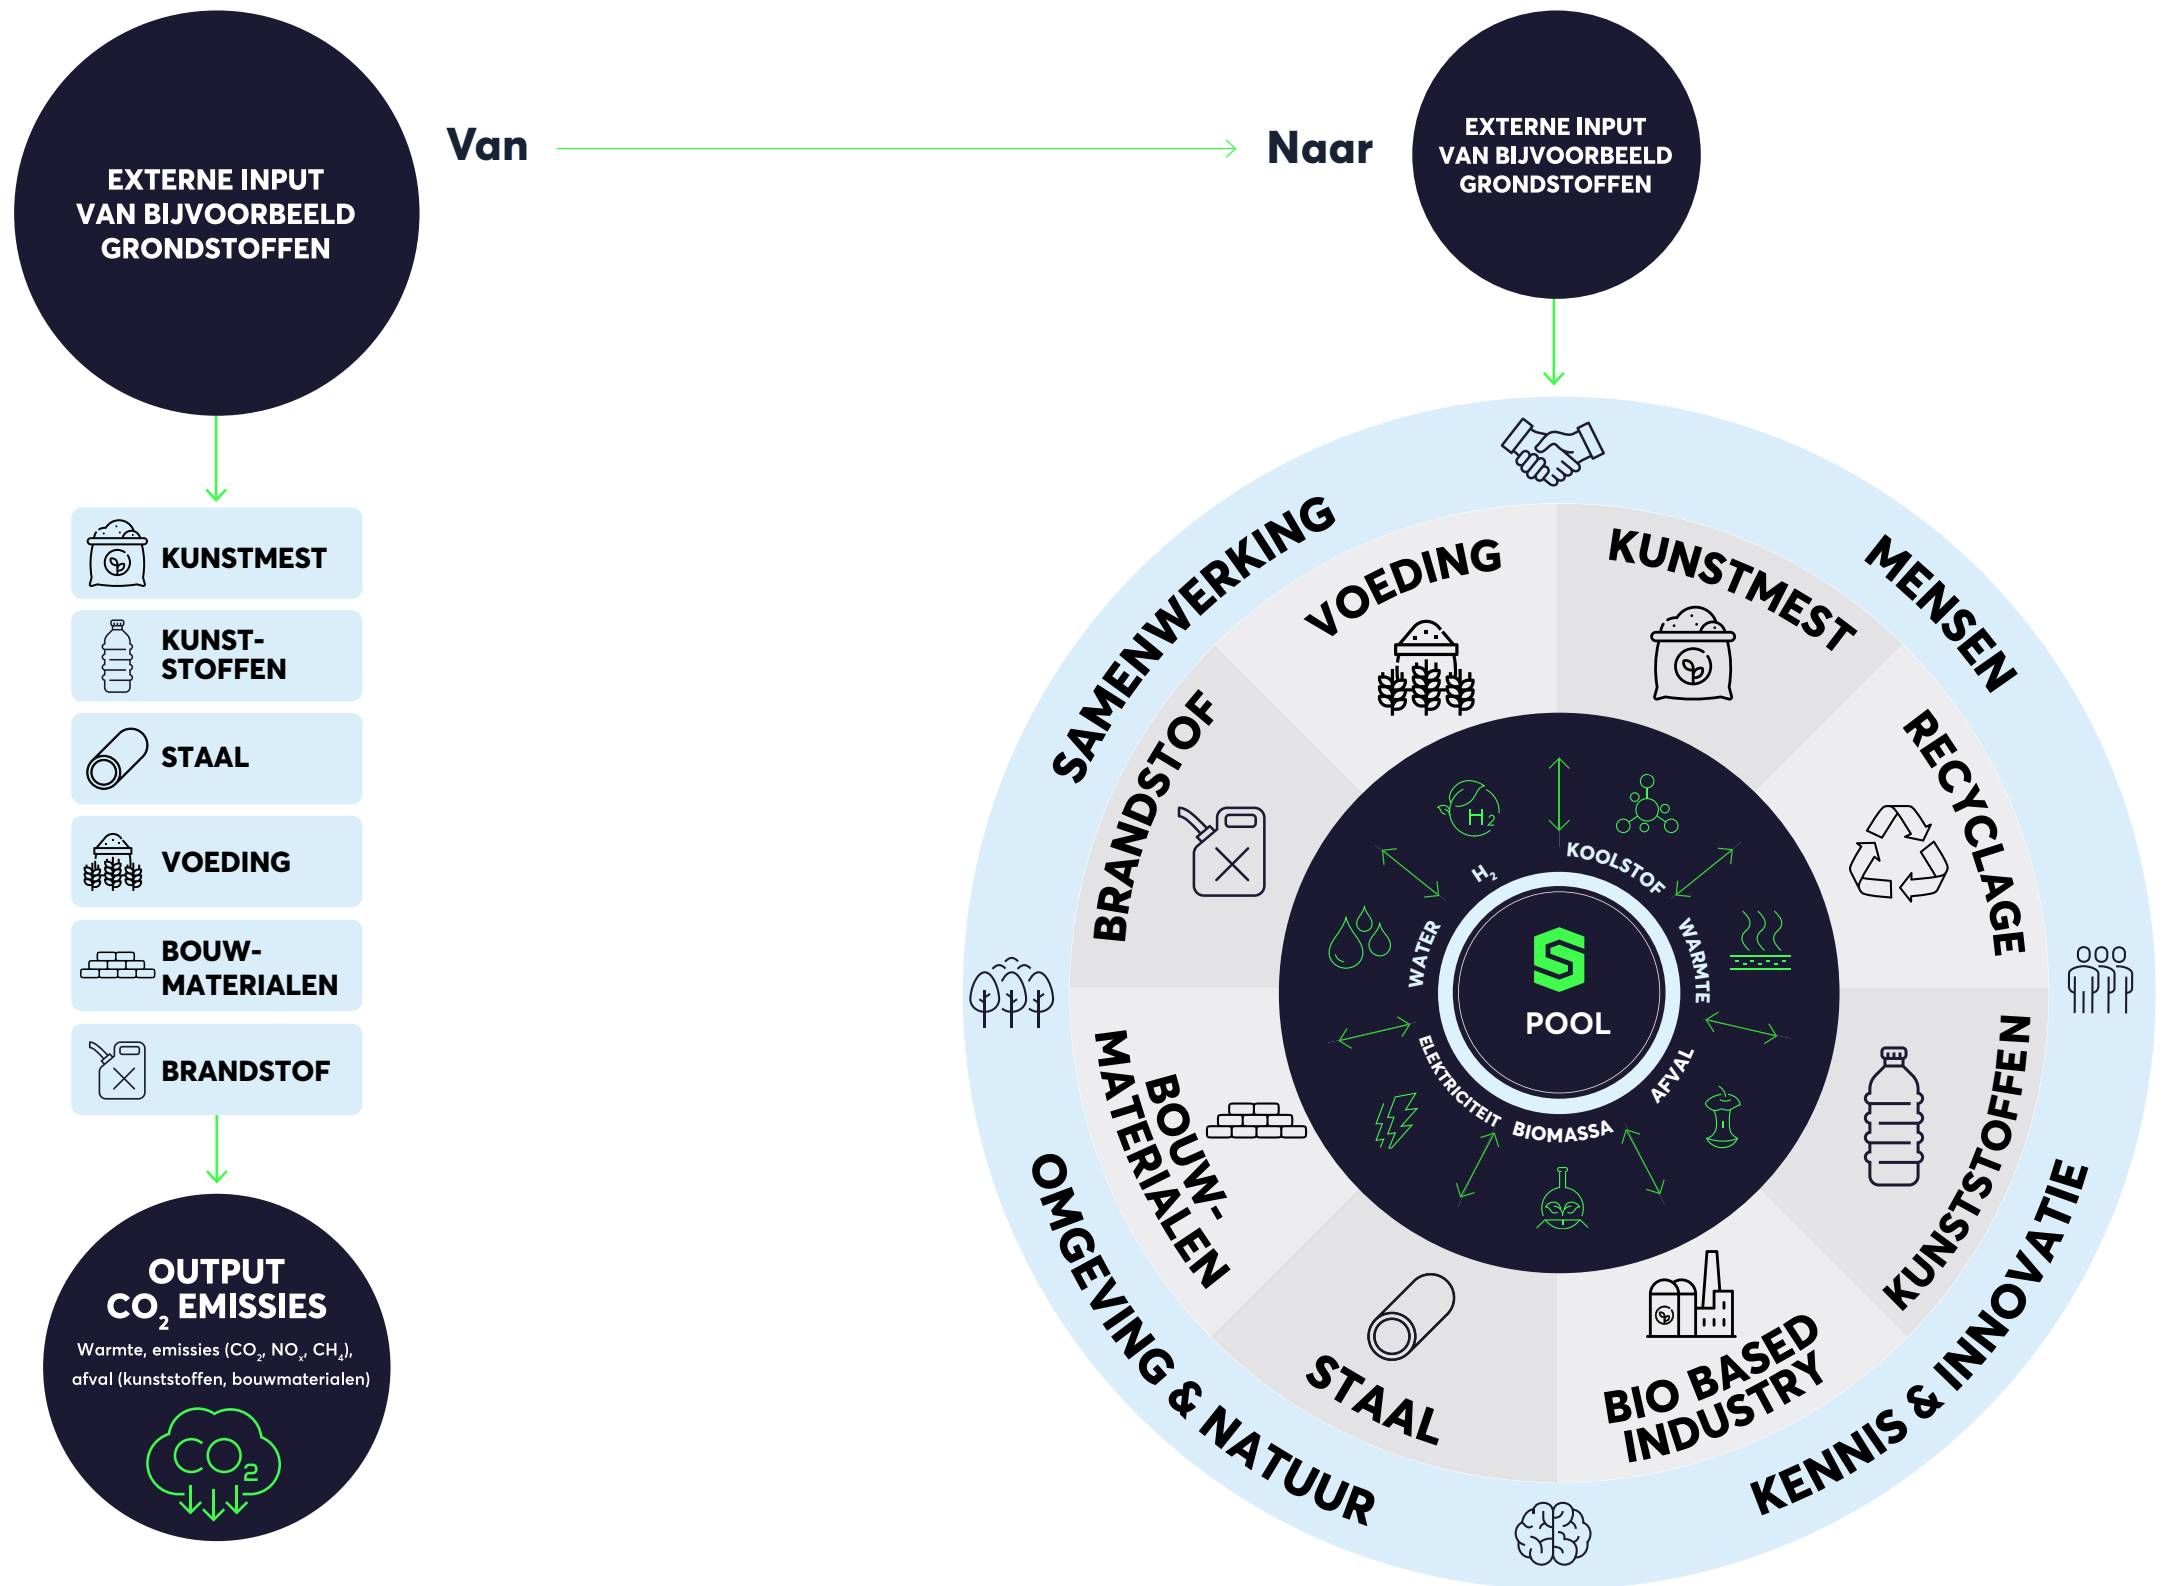 EXTERNE INPUT
VAN BIJVOORBEELD
GRONDSTOFFEN
Van
Naar
EXTERNE INPUT
VAN BIJVOORBEELD
GRONDSTOFFEN
KUNSTMEST
KUNST-
STOFFEN
STAAL
VOEDING
BOUW-
MATERIALEN
BRANDSTOF
OUTPUT
CO₂ EMISSIES
Warmte, emissies (CO₂, NOₓ, CH₄),
afval (kunststoffen, bouwmaterialen)
CO₂
SAMENWERKING
MENSEN
KENNIS & INNOVATIE
OMGEVING & NATUUR
VOEDING
KUNSTMEST
RECYCLAGE
KUNSTSTOFFEN
BIO BASED
INDUSTRY
STAAL
BOUW-
MATERIALEN
BRANDSTOF
H₂
H₂
KOOLSTOF
WARMTE
AFVAL
BIOMASSA
ELEKTRICITEIT
WATER
POOL